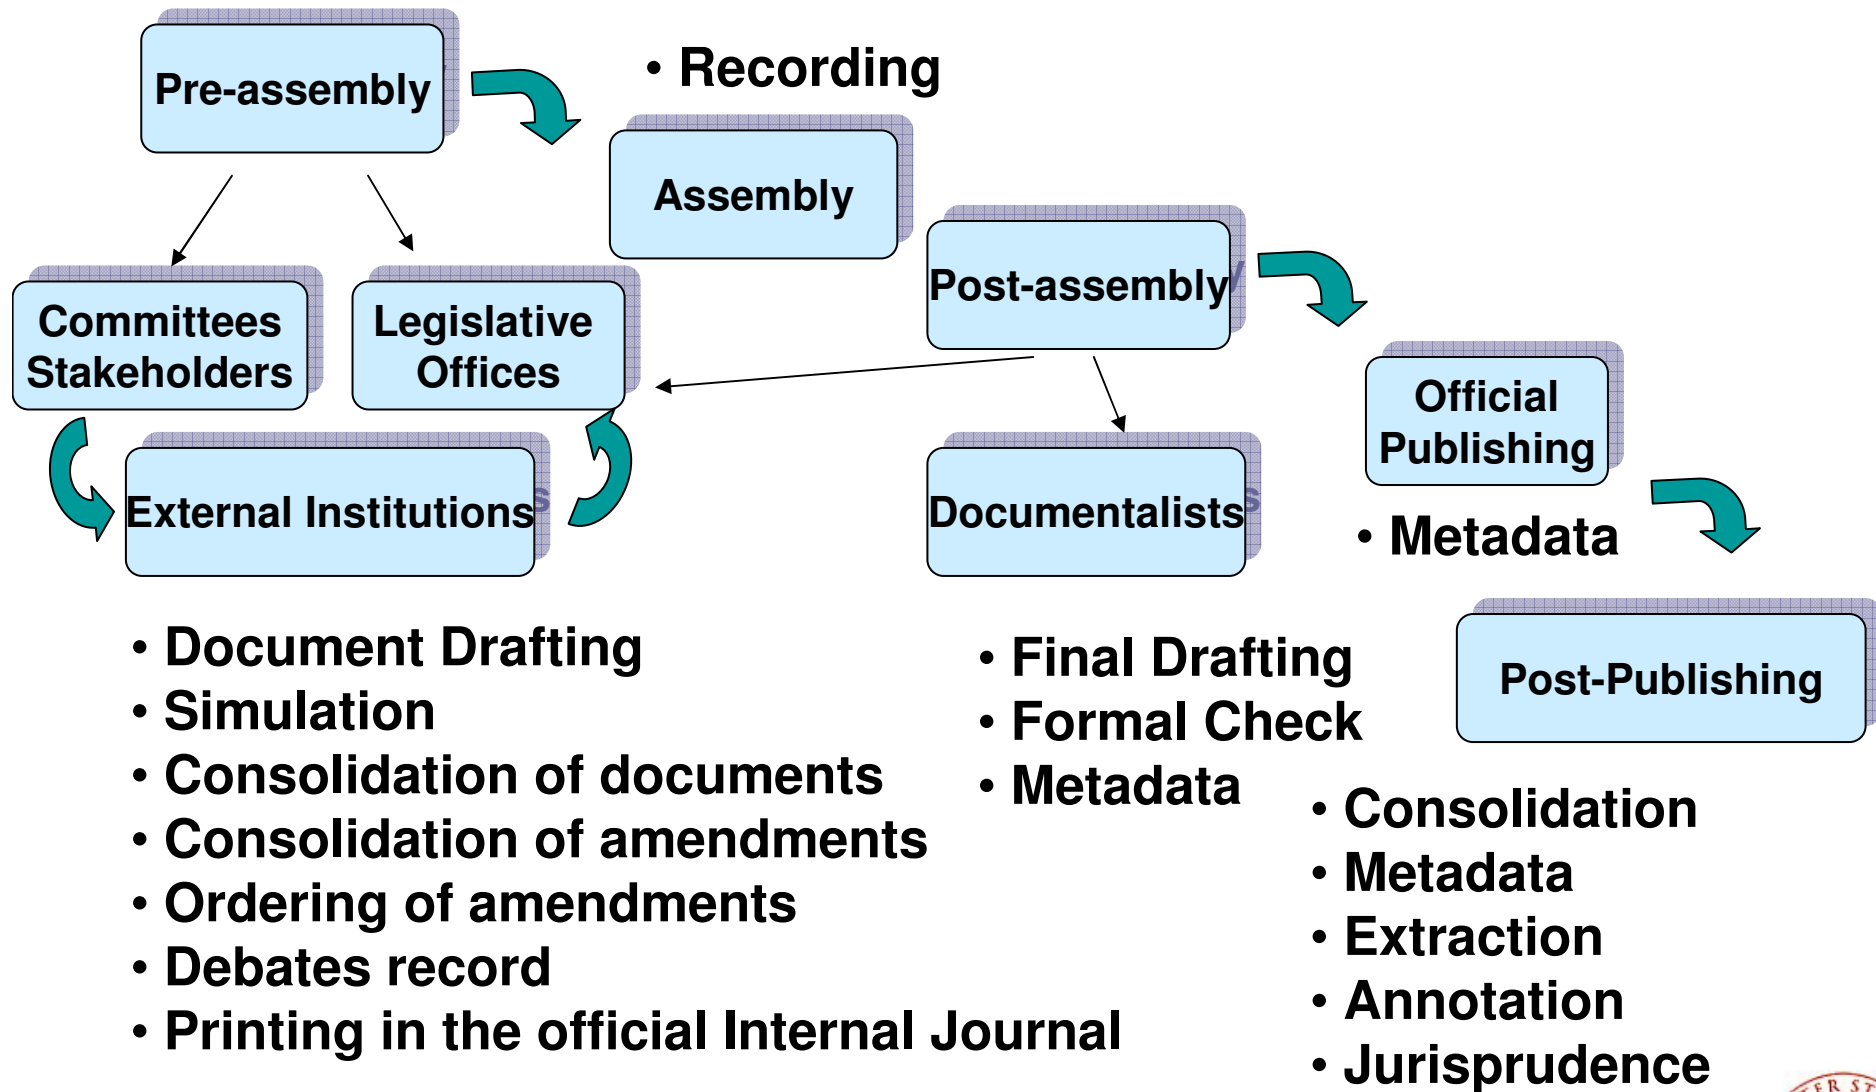 Pre-assembly
• Recording
Assembly
Post-assembly
Committees
Stakeholders
Legislative
Offices
Official
Publishing
External Institutions
Documentalists
• Metadata
• Document Drafting
• Simulation
• Consolidation of documents
• Consolidation of amendments
• Ordering of amendments
• Debates record
• Printing in the official Internal Journal
• Final Drafting
• Formal Check
• Metadata
Post-Publishing
• Consolidation
• Metadata
• Extraction
• Annotation
• Jurisprudence